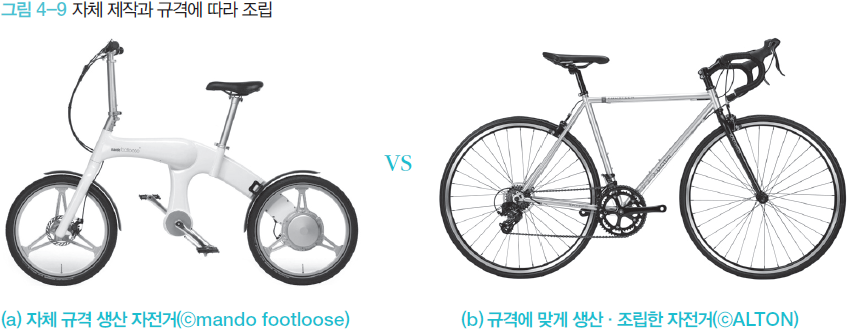 그림 4-9 자체 제작과 규격에 따라 조립
VS
(a) 자체 규격 생산 자전거(ⓒmando footloose)
(b) 규격에 맞게 생산 · 조립한 자전거(ⓒALTON)